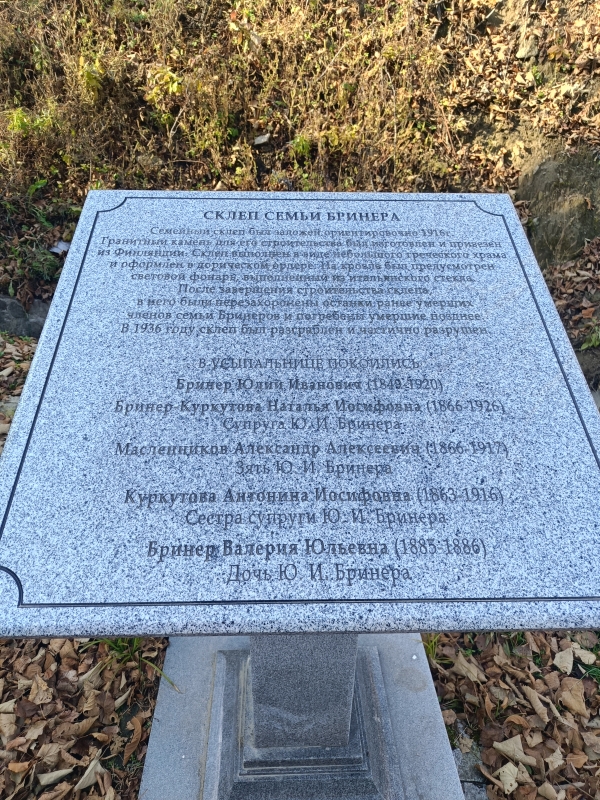 СКЛЕП СЕМЬИ БРИНЕРА
Семейный склеп был заложен ориентировочно 1916г.
Гранитный камень для его строительства был изготовлен и привезён
из Финляндии. Склеп выполнен в виде небольшого греческого храма
и оформлен в дорическом ордере. На кровле был предусмотрен
световой фонарь, выполненный из итальянского стекла.
После завершения строительства склепа,
в него были перезахоронены останки ранее умерших
членов семьи Бринеров и погребены умершие позднее.
В 1936 году склеп был разграблен и частично разрушен.
В УСЫПАЛЬНИЦЕ ПОКОИЛИСЬ
Бринер Юлий Иванович (1849-1920)
Бринер-Куркутова Наталья Иосифовна (1866-1926)
Супруга Ю. И. Бринера
Масленников Александр Алексеевич (1866-1917)
Зять Ю. И. Бринера
Куркутова Антонина Иосифовна (1863-1916)
Сестра супруги Ю. И. Бринера
Бринер Валерия Юльевна (1885-1886)
Дочь Ю. И. Бринера